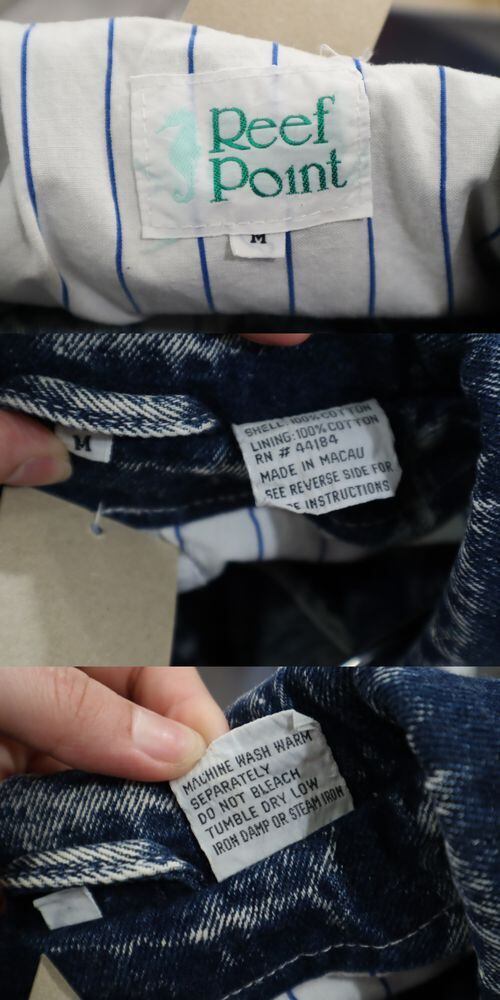 Reef
Point
M
M
SHELL: 100% COTTON
LINING: 100% COTTON
RN # 44184
MADE IN MACAU
SEE REVERSE SIDE FOR
INSTRUCTIONS
MACHINE WASH WARM
SEPARATELY
DO NOT BLEACH
TUMBLE DRY LOW
IRON DAMP OR STEAM IRON